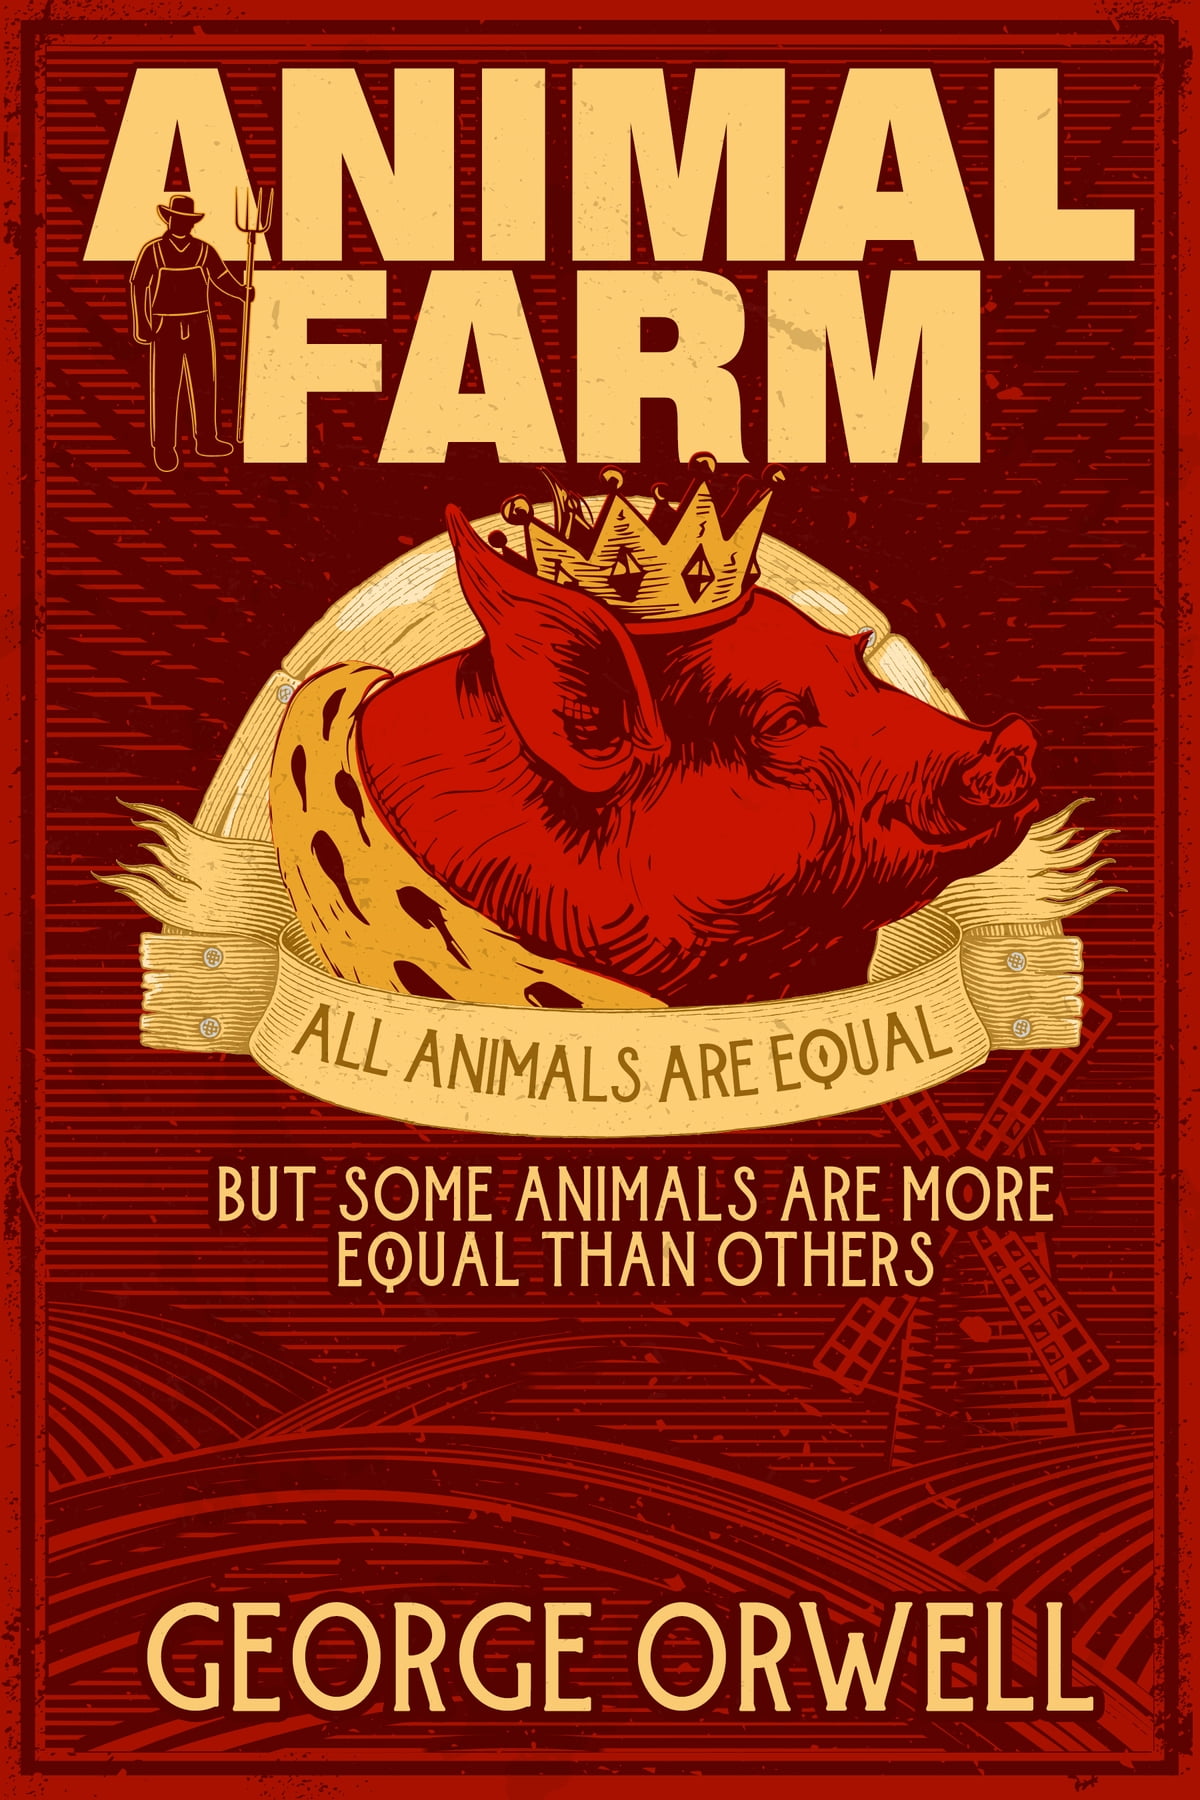 ANIMAL
FARM
ALL ANIMALS ARE EQUAL
BUT SOME ANIMALS ARE MORE
EQUAL THAN OTHERS
GEORGE ORWELL